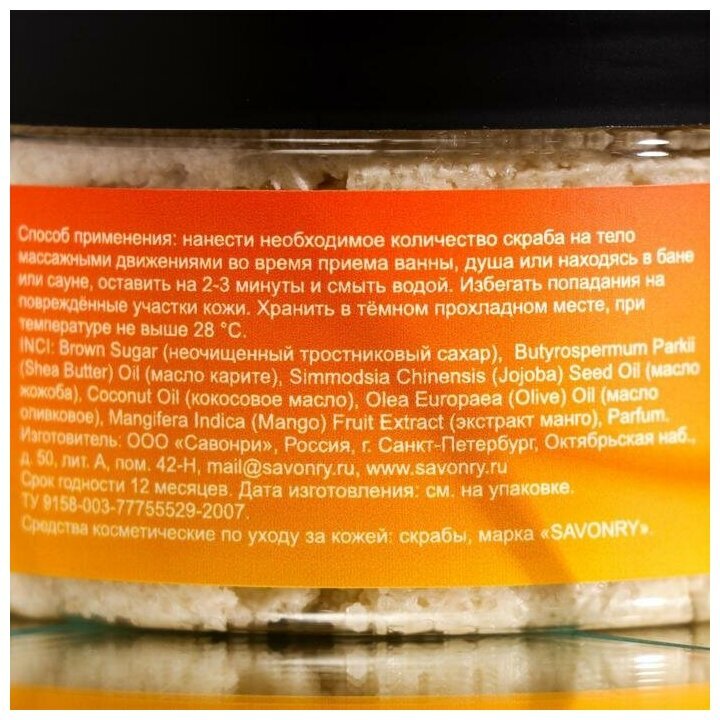 Способ применения: нанести необходимое количество скраба на тело
массажными движениями во время приема ванны, душа или находясь в бане
или сауне, оставить на 2-3 минуты и смыть водой. Избегать попадания на
повреждённые участки кожи. Хранить в тёмном прохладном месте, при
температуре не выше 28 °C.
INCI: Brown Sugar (неочищенный тростниковый сахар), Butyrospermum Parkii
(Shea Butter) Oil (масло карите), Simmodsia Chinensis (Jojoba) Seed Oil (масло
жожоба), Coconut Oil (кокосовое масло), Olea Europaea (Olive) Oil (масло
оливковое), Mangifera Indica (Mango) Fruit Extract (экстракт манго), Parfum.
Изготовитель: ООО «Савонри», Россия, г. Санкт-Петербург, Октябрьская наб.,
д. 50, лит. А, пом. 42-Н, mail@savonry.ru, www.savonry.ru
Срок годности 12 месяцев. Дата изготовления: см. на упаковке.
ТУ 9158-003-77755529-2007.
Средства косметические по уходу за кожей: скрабы, марка «SAVONRY».